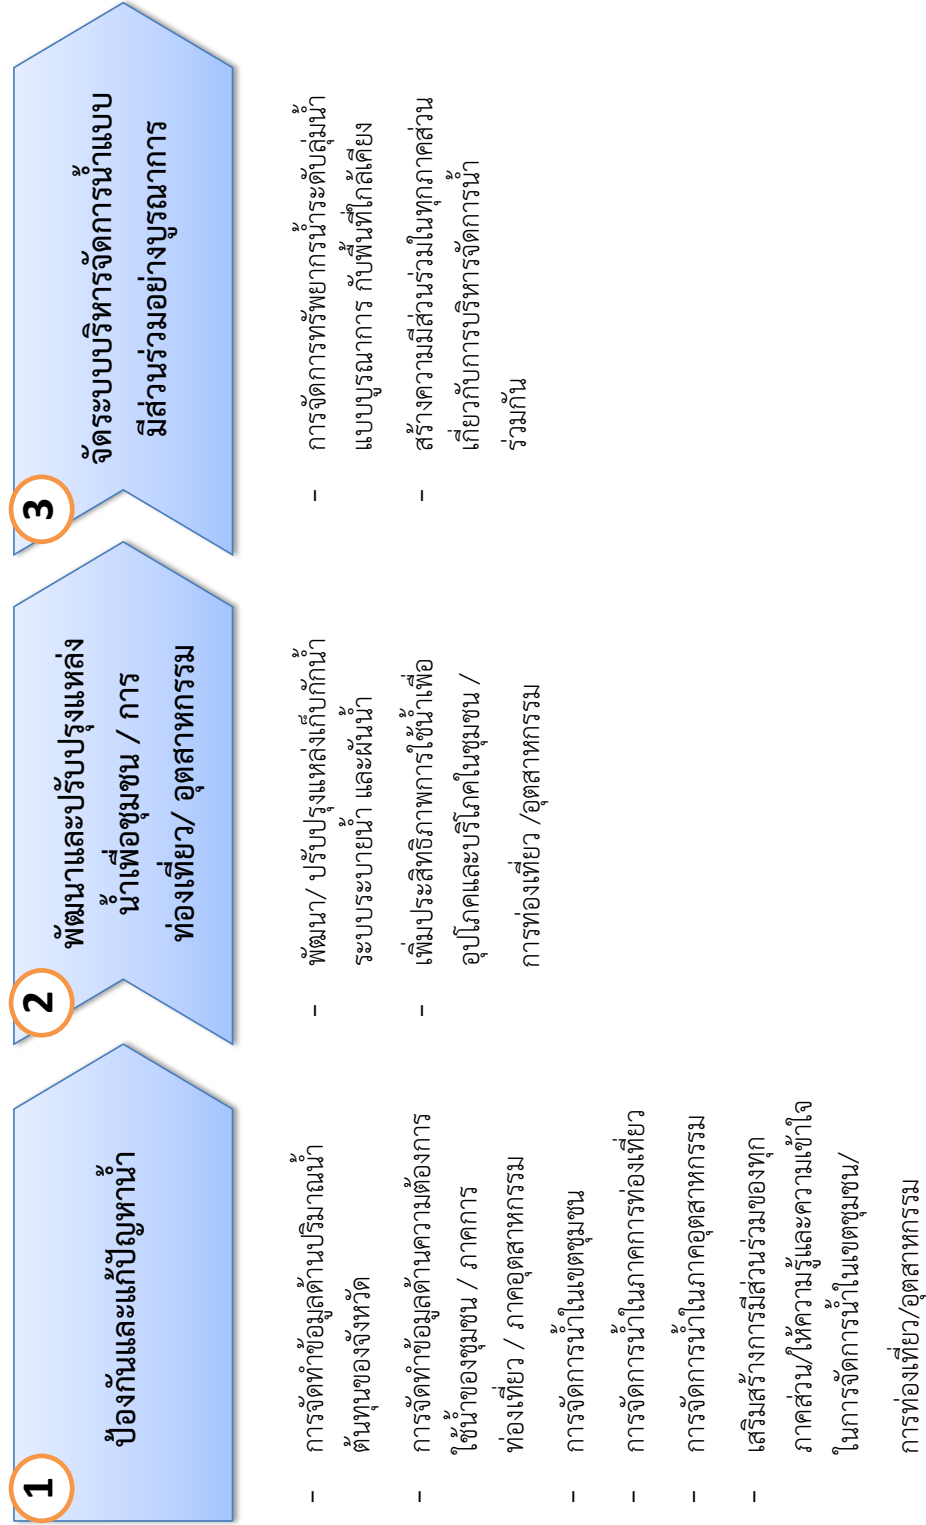 1
ป้องกันและแก้ปัญหาน้ำ
- การจัดทำข้อมูลด้านปริมาณน้ำ
ต้นทุนของจังหวัด
- การจัดทำข้อมูลด้านความต้องการ
ใช้น้ำของชุมชน / ภาคการ
ท่องเที่ยว / ภาคอุตสาหกรรม
- การจัดการน้ำในเขตชุมชน
- การจัดการน้ำในภาคการท่องเที่ยว
- การจัดการน้ำในภาคอุตสาหกรรม
- เสริมสร้างการมีส่วนร่วมของทุก
ภาคส่วน/ให้ความรู้และความเข้าใจ
ในการจัดการน้ำในเขตชุมชน/
การท่องเที่ยว/อุตสาหกรรม
2
พัฒนาและปรับปรุงแหล่ง
น้ำเพื่อชุมชน / การ
ท่องเที่ยว/ อุตสาหกรรม
- พัฒนา/ ปรับปรุงแหล่งเก็บกักน้ำ
ระบบระบายน้ำ และผันน้ำ
- เพิ่มประสิทธิภาพการใช้น้ำเพื่อ
อุปโภคและบริโภคในชุมชน /
การท่องเที่ยว /อุตสาหกรรม
3
จัดระบบบริหารจัดการน้ำแบบ
มีส่วนร่วมอย่างบูรณาการ
- การจัดการทรัพยากรน้ำระดับลุ่มน้ำ
แบบบูรณาการ กับพื้นที่ใกล้เคียง
- สร้างความมีส่วนร่วมในทุกภาคส่วน
เกี่ยวกับการบริหารจัดการน้ำ
ร่วมกัน